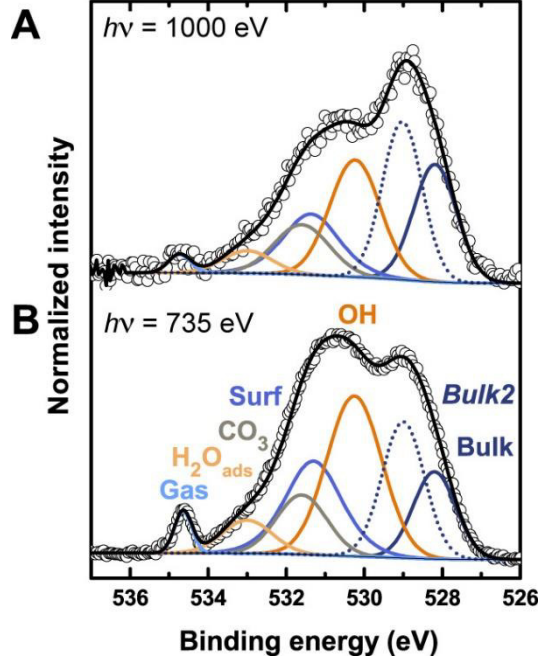 A
hν = 1000 eV
Normalized intensity
B
hν = 735 eV
OH
Surf
Bulk2
CO3
Bulk
H2Oads
Gas
536 534 532 530 528 526
Binding energy (eV)